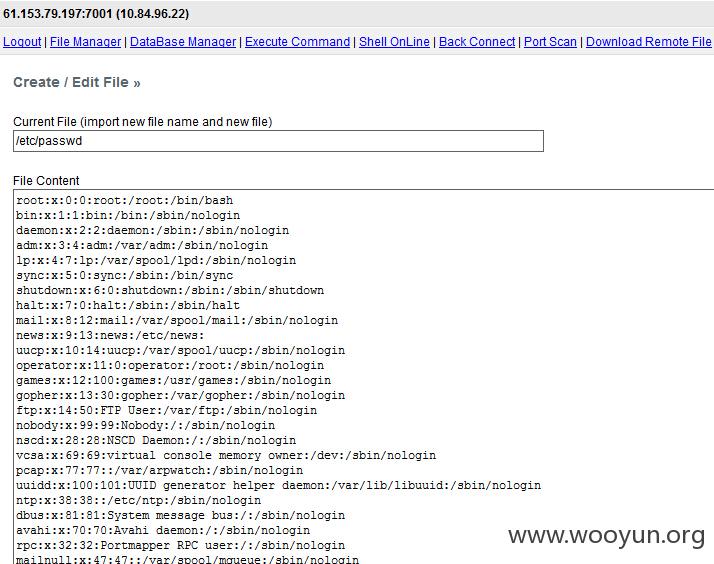 61.153.79.197:7001 (10.84.96.22)
Logout | File Manager | DataBase Manager | Execute Command | Shell OnLine | Back Connect | Port Scan | Download Remote File
Create / Edit File »
Current File (import new file name and new file)
/etc/passwd
File Content
root:x:0:0:root:/root:/bin/bash
bin:x:1:1:bin:/bin:/sbin/nologin
daemon:x:2:2:daemon:/sbin:/sbin/nologin
adm:x:3:4:adm:/var/adm:/sbin/nologin
lp:x:4:7:lp:/var/spool/lpd:/sbin/nologin
sync:x:5:0:sync:/sbin:/bin/sync
shutdown:x:6:0:shutdown:/sbin:/sbin/shutdown
halt:x:7:0:halt:/sbin:/sbin/halt
mail:x:8:12:mail:/var/spool/mail:/sbin/nologin
news:x:9:13:news:/etc/news:
uucp:x:10:14:uucp:/var/spool/uucp:/sbin/nologin
operator:x:11:0:operator:/root:/sbin/nologin
games:x:12:100:games:/usr/games:/sbin/nologin
gopher:x:13:30:gopher:/var/gopher:/sbin/nologin
ftp:x:14:50:FTP User:/var/ftp:/sbin/nologin
nobody:x:99:99:Nobody:/:/sbin/nologin
nscd:x:28:28:NSCD Daemon:/:/sbin/nologin
vcsa:x:69:69:virtual console memory owner:/dev:/sbin/nologin
pcap:x:77:77::/var/arpwatch:/sbin/nologin
uuidd:x:100:101:UUID generator helper daemon:/var/lib/libuuid:/sbin/nologin
ntp:x:38:38::/etc/ntp:/sbin/nologin
dbus:x:81:81:System message bus:/:/sbin/nologin
avahi:x:70:70:Avahi daemon:/:/sbin/nologin
rpc:x:32:32:Portmapper RPC user:/:/sbin/nologin
mailnull:x:47:47::/var/spool/mqueue:/sbin/nologin
www.wooyun.org